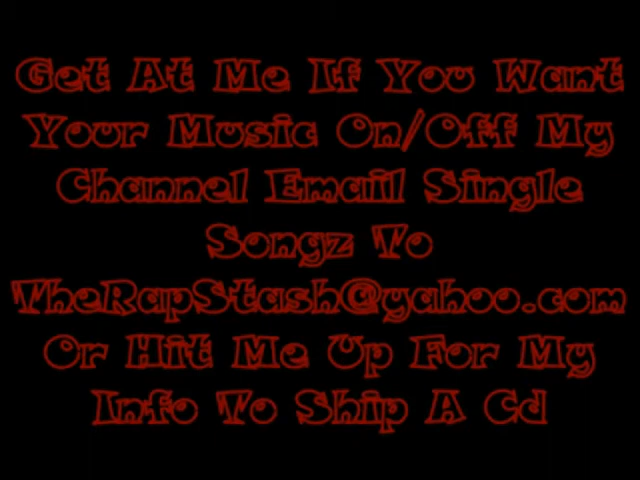 Get At Me If You Want
Your Music On/Off My
Channel Email Single
Songz To
TheRapStash@yahoo.com
Or Hit Me Up For My
Info To Ship A Cd